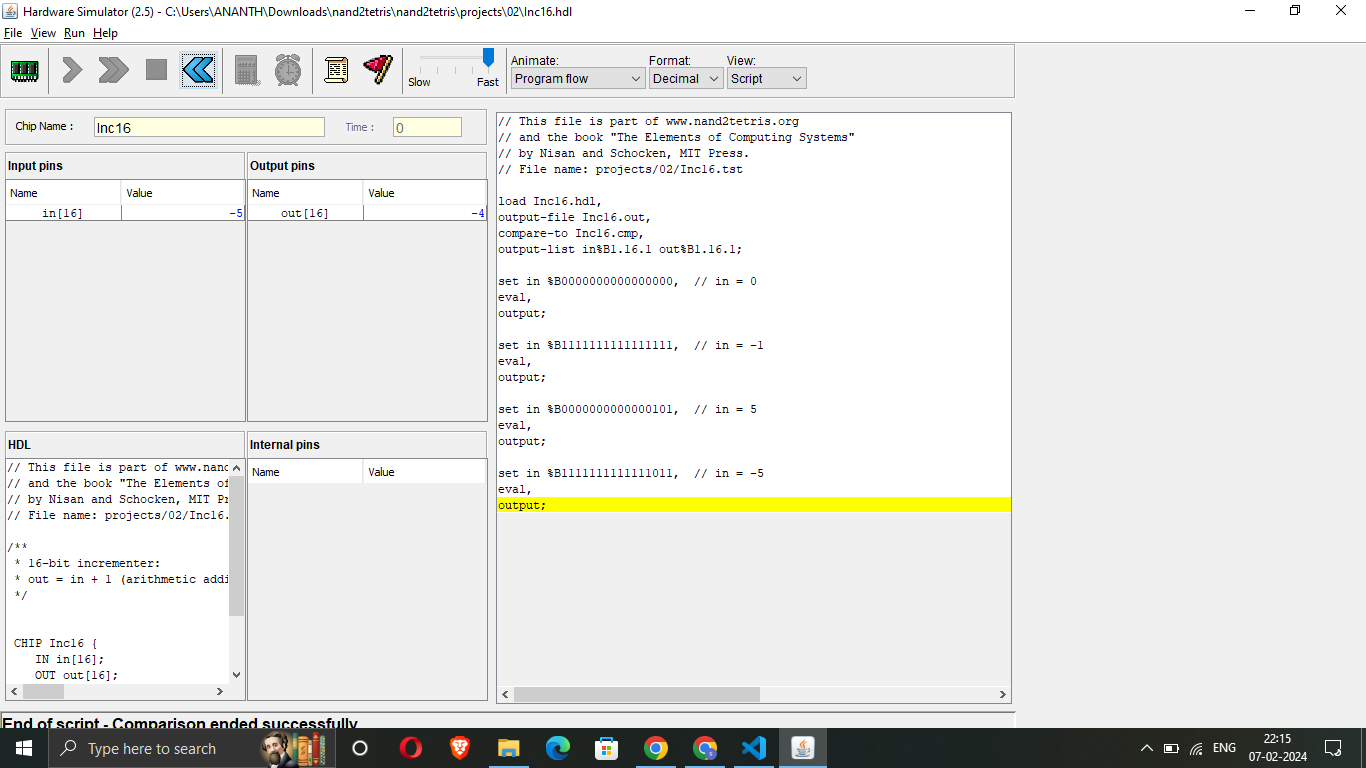 Hardware Simulator (2.5) - C:\Users\ANANTH\Downloads\nand2tetris\nand2tetris\projects\02\Inc16.hdl
File View Run Help
Slow Fast
Animate: Format: View:
Program flow Decimal Script
Chip Name : Inc16 Time : 0
Input pins
Name Value
in[16] -5
Output pins
Name Value
out[16] -4
HDL
// This file is part of www.nand
// and the book "The Elements of
// by Nisan and Schocken, MIT Pr
// File name: projects/02/Inc16.
/**
* 16-bit incrementer:
* out = in + 1 (arithmetic addi
*/
CHIP Inc16 {
IN in[16];
OUT out[16];
Internal pins
Name Value
// This file is part of www.nand2tetris.org
// and the book "The Elements of Computing Systems"
// by Nisan and Schocken, MIT Press.
// File name: projects/02/Inc16.tst
load Inc16.hdl,
output-file Inc16.out,
compare-to Inc16.cmp,
output-list in%B1.16.1 out%B1.16.1;
set in %B0000000000000000,  // in = 0
eval,
output;
set in %B1111111111111111,  // in = -1
eval,
output;
set in %B0000000000000101,  // in = 5
eval,
output;
set in %B1111111111111011,  // in = -5
eval,
output;
End of script - Comparison ended successfully
Type here to search
ENG
22:15
07-02-2024